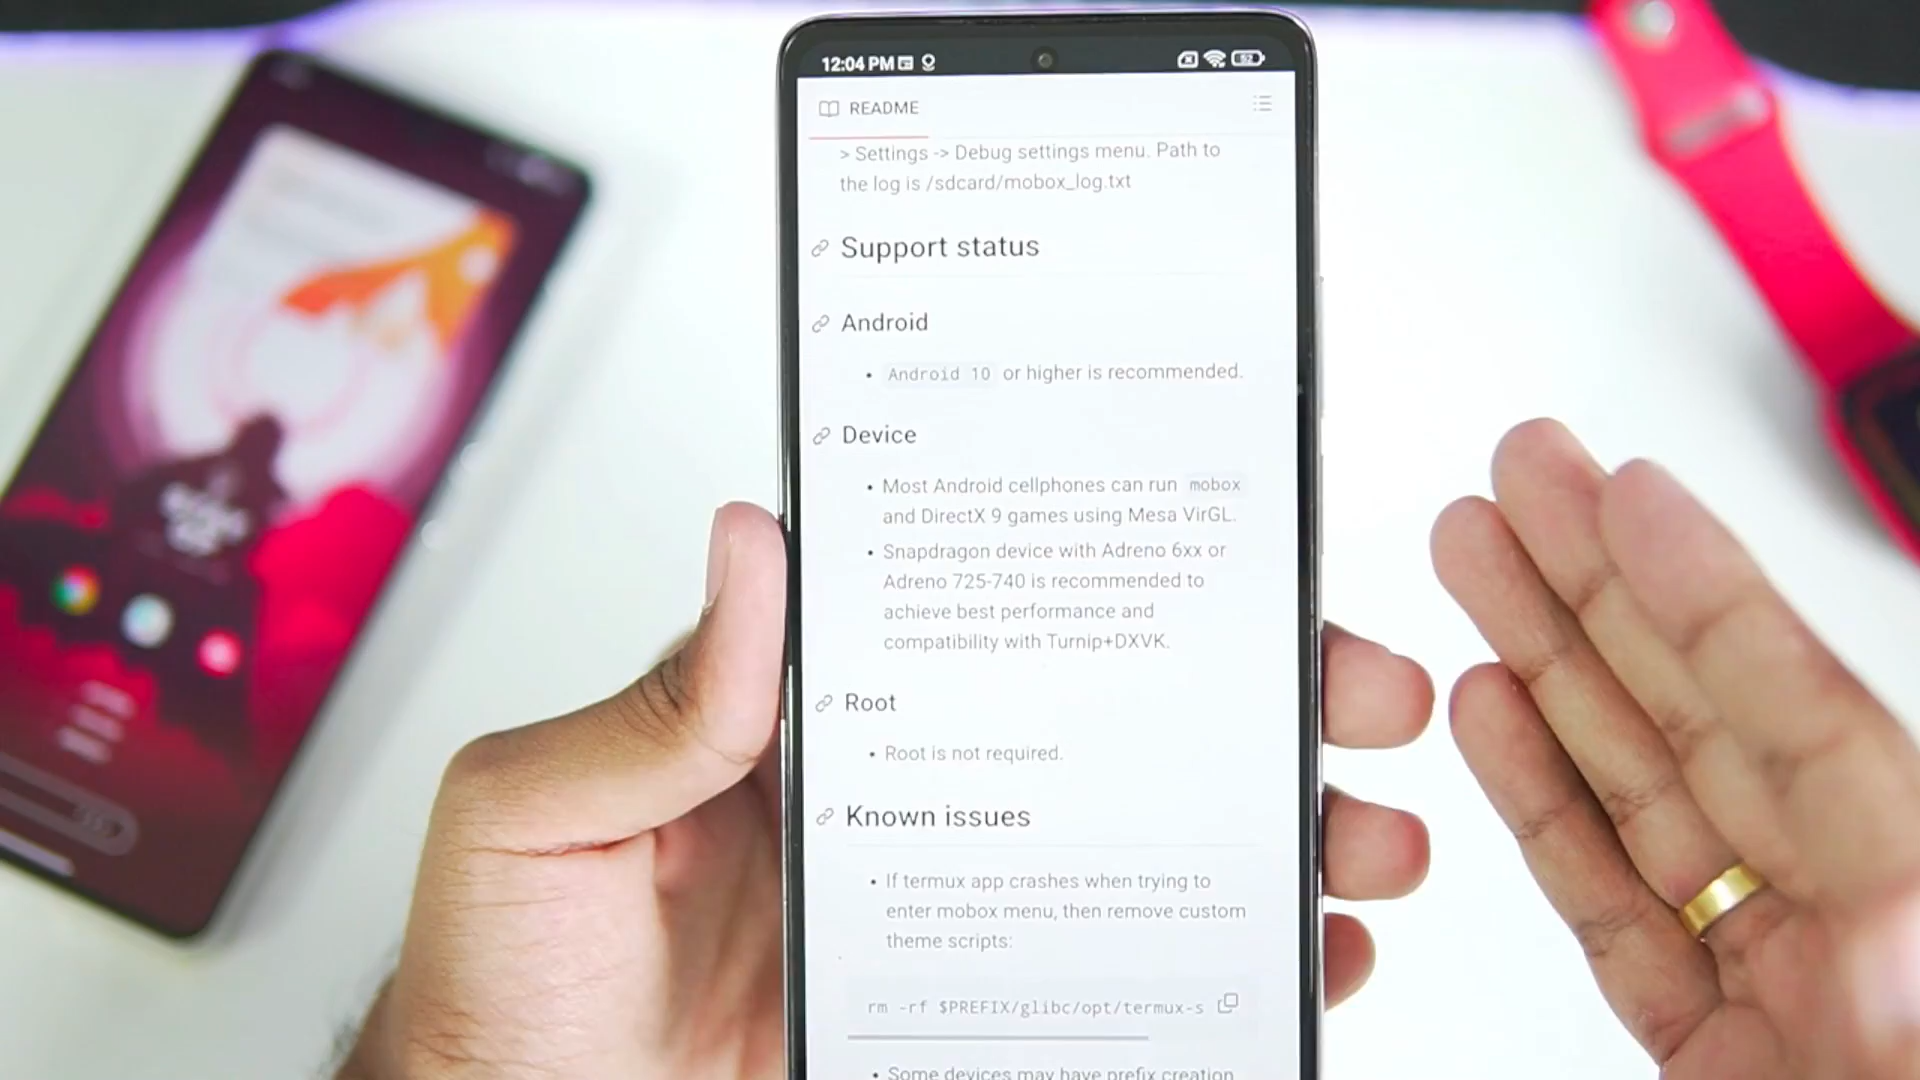 12:04 PM
52
README
> Settings -> Debug settings menu. Path to
the log is /sdcard/mobox_log.txt
Support status
Android
• Android 10 or higher is recommended.
Device
• Most Android cellphones can run mobox
and DirectX 9 games using Mesa VirGL.
• Snapdragon device with Adreno 6xx or
Adreno 725-740 is recommended to
achieve best performance and
compatibility with Turnip+DXVK.
Root
• Root is not required.
Known issues
• If termux app crashes when trying to
enter mobox menu, then remove custom
theme scripts:
rm -rf $PREFIX/glibc/opt/termux-s
• Some devices may have prefix creation